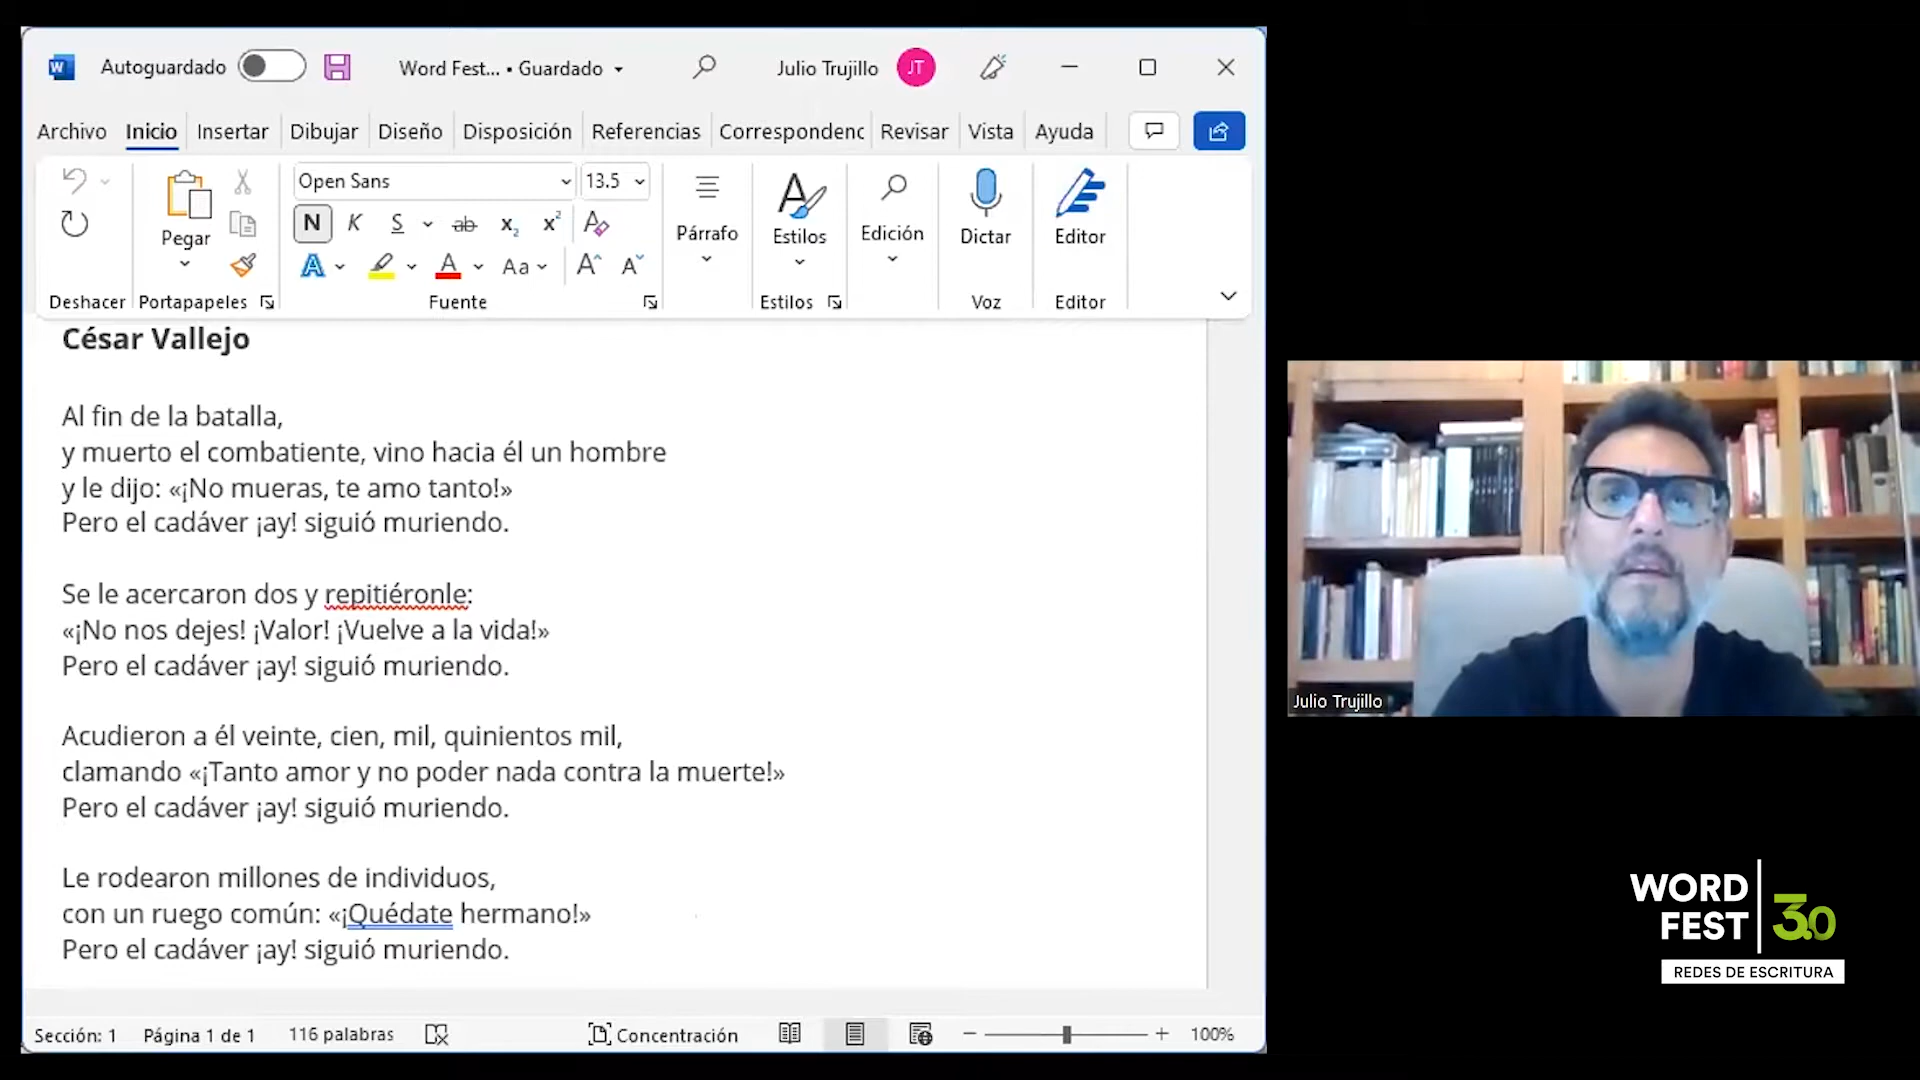 Autoguardado
Word Fest... • Guardado
Julio Trujillo
JT
Archivo Inicio Insertar Dibujar Diseño Disposición Referencias Correspondenc Revisar Vista Ayuda
Open Sans 13.5
N K S ab x₂ x²
A A Aa A A
Pegar
Párrafo
Estilos
Edición
Dictar
Editor
Deshacer Portapapeles Fuente Estilos Voz Editor
César Vallejo
Al fin de la batalla,
y muerto el combatiente, vino hacia él un hombre
y le dijo: «¡No mueras, te amo tanto!»
Pero el cadáver ¡ay! siguió muriendo.
Se le acercaron dos y repitiéronle:
«¡No nos dejes! ¡Valor! ¡Vuelve a la vida!»
Pero el cadáver ¡ay! siguió muriendo.
Acudieron a él veinte, cien, mil, quinientos mil,
clamando «¡Tanto amor y no poder nada contra la muerte!»
Pero el cadáver ¡ay! siguió muriendo.
Le rodearon millones de individuos,
con un ruego común: «¡Quédate hermano!»
Pero el cadáver ¡ay! siguió muriendo.
Sección: 1 Página 1 de 1 116 palabras Concentración 100%
Julio Trujillo
WORD
FEST
3.0
REDES DE ESCRITURA